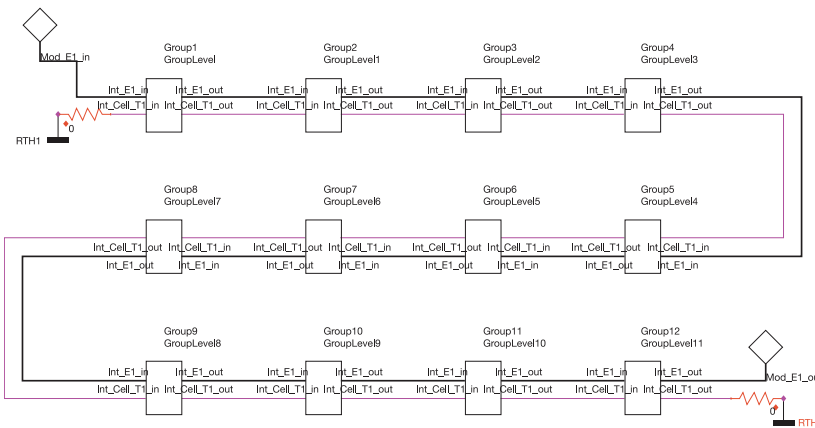 Group1
GroupLevel
Group2
GroupLevel1
Group3
GroupLevel2
Group4
GroupLevel3
Mod_E1_in
Int_E1_in Int_E1_out Int_E1_in Int_E1_out Int_E1_in Int_E1_out Int_E1_in Int_E1_out
Int_Cell_T1_in Int_Cell_T1_out Int_Cell_T1_in Int_Cell_T1_out Int_Cell_T1_in Int_Cell_T1_out Int_Cell_T1_in Int_Cell_T1_out
0
RTH1
Group8
GroupLevel7
Group7
GroupLevel6
Group6
GroupLevel5
Group5
GroupLevel4
Int_Cell_T1_out Int_Cell_T1_in Int_Cell_T1_out Int_Cell_T1_in Int_Cell_T1_out Int_Cell_T1_in Int_Cell_T1_out Int_Cell_T1_in
Int_E1_out Int_E1_in Int_E1_out Int_E1_in Int_E1_out Int_E1_in Int_E1_out Int_E1_in
Group9
GroupLevel8
Group10
GroupLevel9
Group11
GroupLevel10
Group12
GroupLevel11
Int_E1_in Int_E1_out Int_E1_in Int_E1_out Int_E1_in Int_E1_out Int_E1_in Int_E1_out
Mod_E1_ou
Int_Cell_T1_in Int_Cell_T1_out Int_Cell_T1_in Int_Cell_T1_out Int_Cell_T1_in Int_Cell_T1_out Int_Cell_T1_in Int_Cell_T1_out
0
RTH